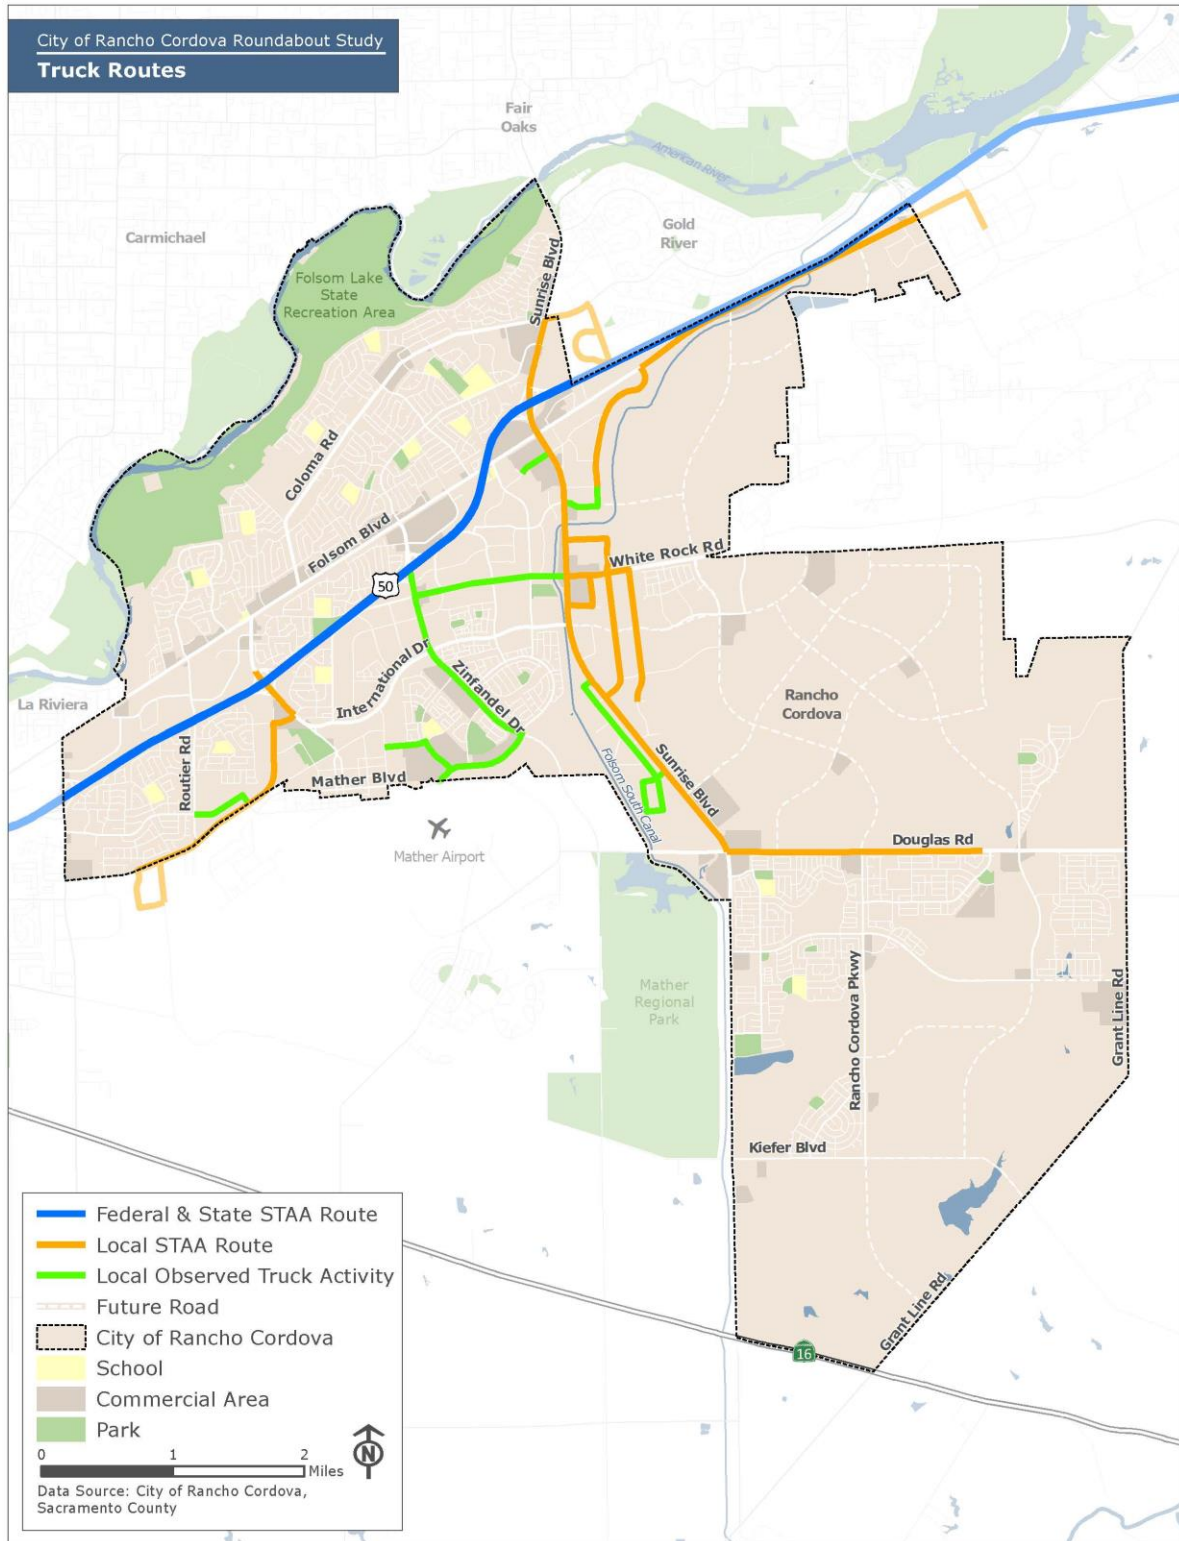 City of Rancho Cordova Roundabout Study
Truck Routes
Fair
Oaks
American River
Carmichael
Gold
River
Sunrise Blvd
Folsom Lake
State
Recreation Area
Coloma Rd
Folsom Blvd
White Rock Rd
50
International Dr
Zinfandel Dr
La Riviera
Rancho
Cordova
Routier Rd
Mather Blvd
Folsom South Canal
Sunrise Blvd
Mather Airport
Douglas Rd
Mather
Regional
Park
Rancho Cordova Pkwy
Grant Line Rd
Kiefer Blvd
Grant Line Rd
16
Federal & State STAA Route
Local STAA Route
Local Observed Truck Activity
Future Road
City of Rancho Cordova
School
Commercial Area
Park
0 1 2
Miles
N
Data Source: City of Rancho Cordova,
Sacramento County